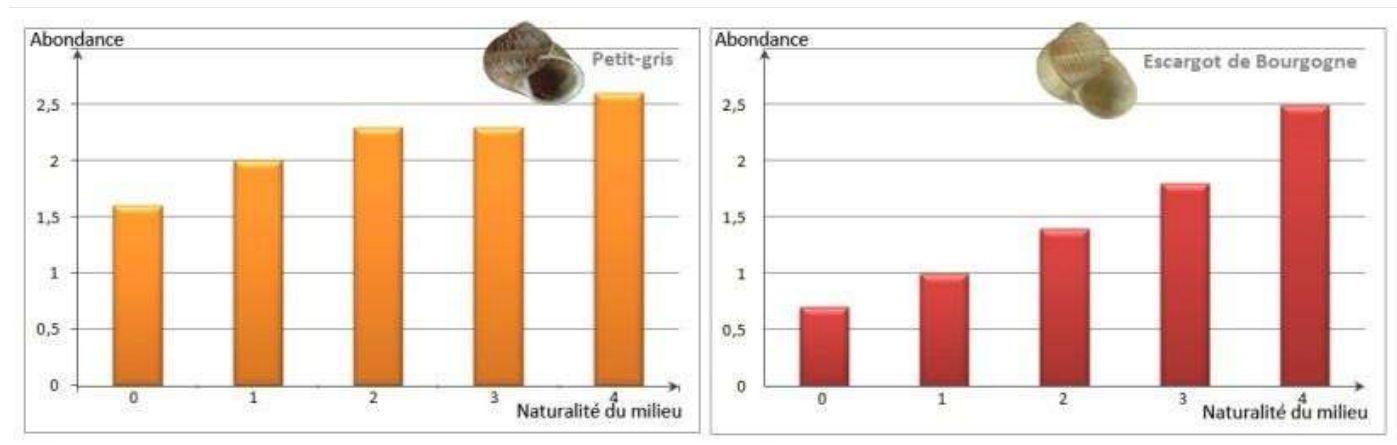 Abondance
Petit-gris
2,5
2
1,5
1
0,5
0
0 1 2 3 4
Naturalité du milieu
Abondance
Escargot de Bourgogne
2,5
2
1,5
1
0,5
0
0 1 2 3 4
Naturalité du milieu